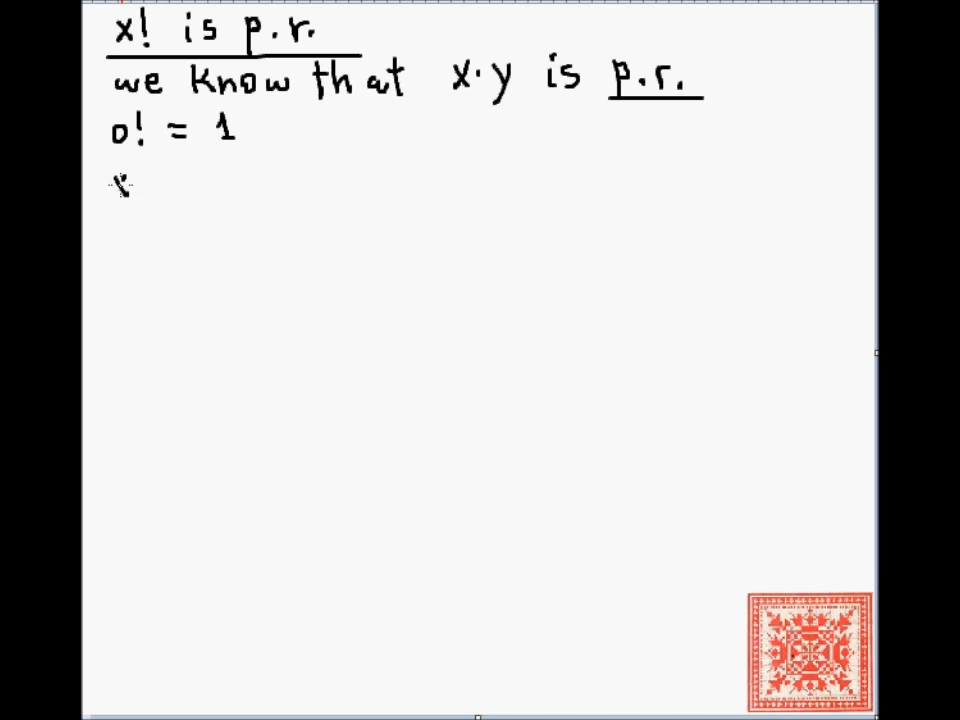 x! is p.r.
we know that x·y is p.r.
0! = 1
x